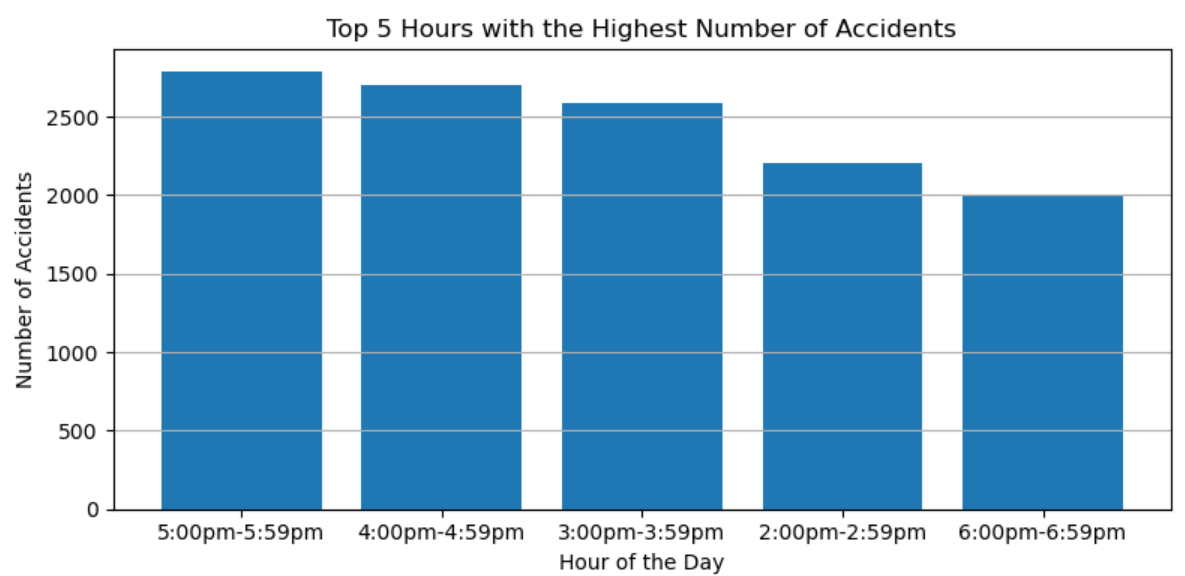 Top 5 Hours with the Highest Number of Accidents
Number of Accidents
2500
2000
1500
1000
500
0
5:00pm-5:59pm 4:00pm-4:59pm 3:00pm-3:59pm 2:00pm-2:59pm 6:00pm-6:59pm
Hour of the Day